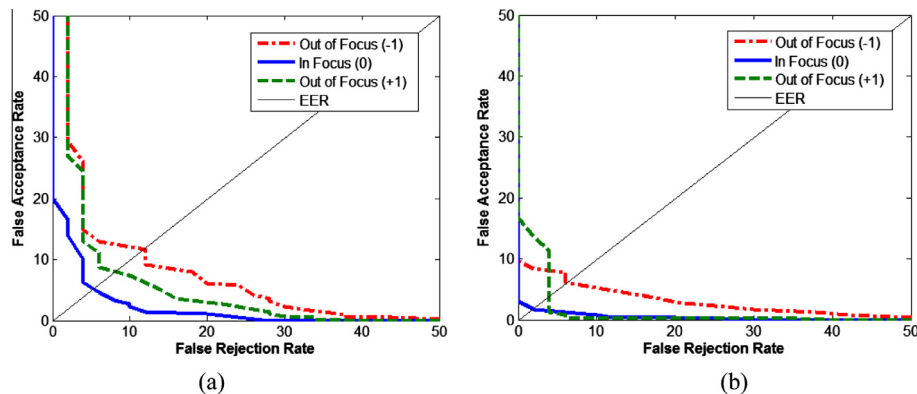 50
40
30
20
10
0
False Acceptance Rate
Out of Focus (-1)
In Focus (0)
Out of Focus (+1)
EER
0 10 20 30 40 50
False Rejection Rate
(a)
50
40
30
20
10
0
False Acceptance Rate
Out of Focus (-1)
In Focus (0)
Out of Focus (+1)
EER
0 10 20 30 40 50
False Rejection Rate
(b)